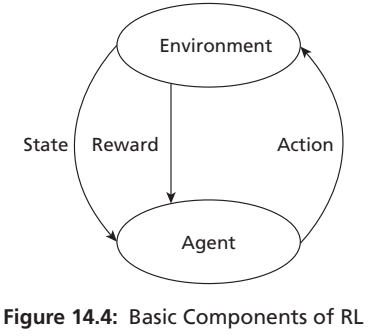 Environment
State
Reward
Action
Agent
Figure 14.4: Basic Components of RL